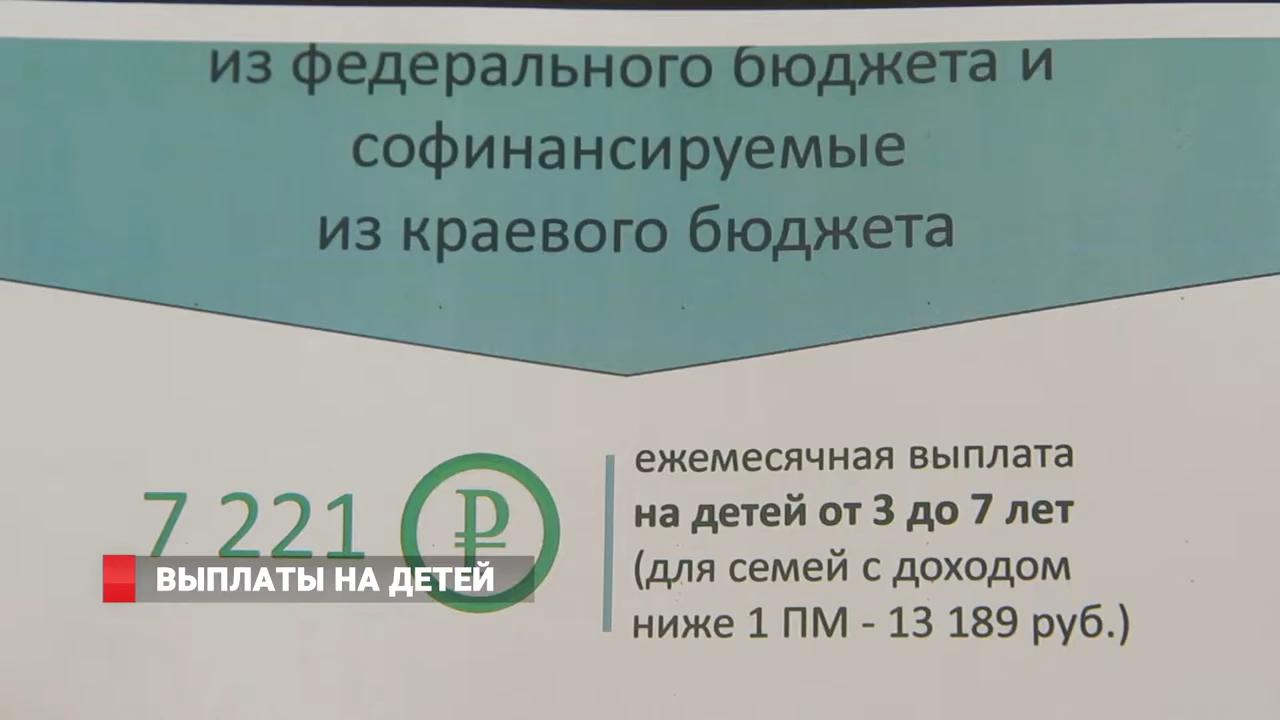 из федерального бюджета и
софинансируемые
из краевого бюджета
7 221 ₽
ежемесячная выплата
на детей от 3 до 7 лет
(для семей с доходом
ниже 1 ПМ - 13 189 руб.)
ВЫПЛАТЫ НА ДЕТЕЙ